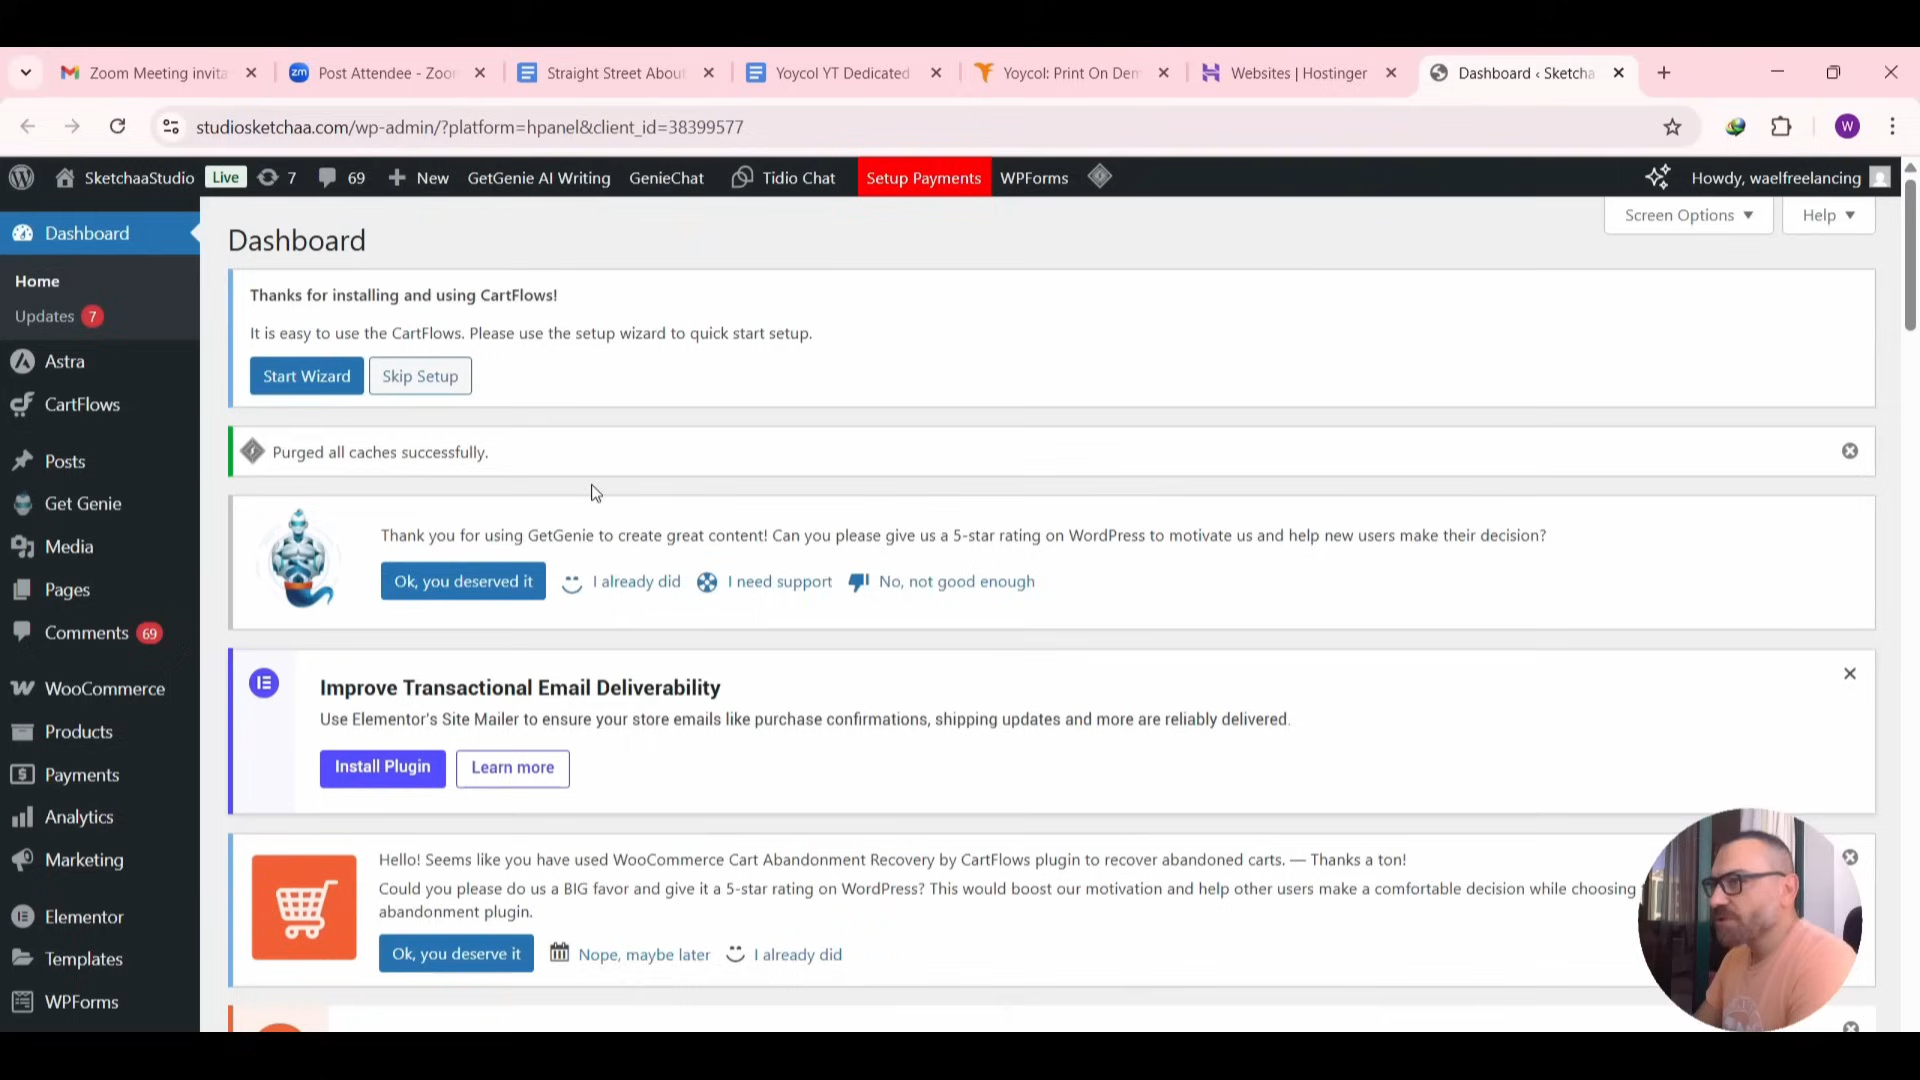 Zoom Meeting invita
Post Attendee - Zoo
Straight Street Abou
Yoycol YT Dedicated
Yoycol: Print On Dem
Websites | Hostinger
Dashboard ‹ Sketcha
studiosketchaa.com/wp-admin/?platform=hpanel&client_id=38399577
W
SketchaaStudio
Live
7
69
New
GetGenie AI Writing
GenieChat
Tidio Chat
Setup Payments
WPForms
Howdy, waelfreelancing
Dashboard
Home
Updates 7
Astra
CartFlows
Posts
Get Genie
Media
Pages
Comments 69
WooCommerce
Products
Payments
Analytics
Marketing
Elementor
Templates
WPForms
Screen Options
Help
Dashboard
Thanks for installing and using CartFlows!
It is easy to use the CartFlows. Please use the setup wizard to quick start setup.
Start Wizard
Skip Setup
Purged all caches successfully.
Thank you for using GetGenie to create great content! Can you please give us a 5-star rating on WordPress to motivate us and help new users make their decision?
Ok, you deserved it
I already did
I need support
No, not good enough
Improve Transactional Email Deliverability
Use Elementor's Site Mailer to ensure your store emails like purchase confirmations, shipping updates and more are reliably delivered.
Install Plugin
Learn more
Hello! Seems like you have used WooCommerce Cart Abandonment Recovery by CartFlows plugin to recover abandoned carts. — Thanks a ton!
Could you please do us a BIG favor and give it a 5-star rating on WordPress? This would boost our motivation and help other users make a comfortable decision while choosing
abandonment plugin.
Ok, you deserve it
Nope, maybe later
I already did